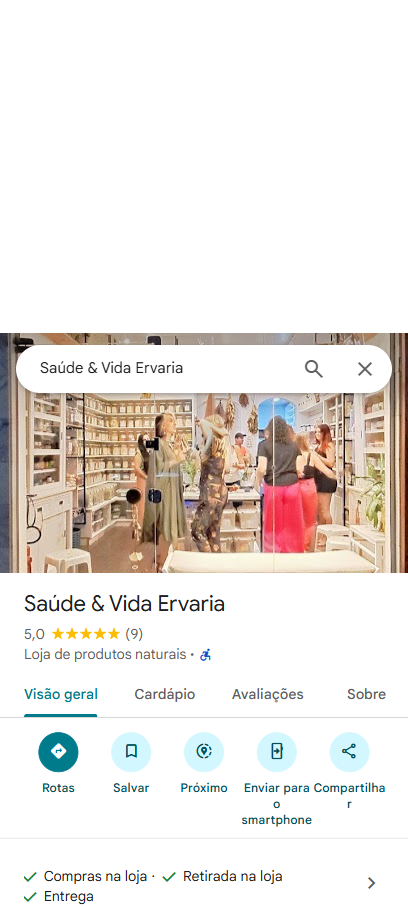 Saúde & Vida Ervaria
Saúde & Vida Ervaria
5,0 ★★★★★ (9)
Loja de produtos naturais ·
Visão geral Cardápio Avaliações Sobre
Rotas Salvar Próximo Enviar para o smartphone Compartilhar
Compras na loja · Retirada na loja
Entrega